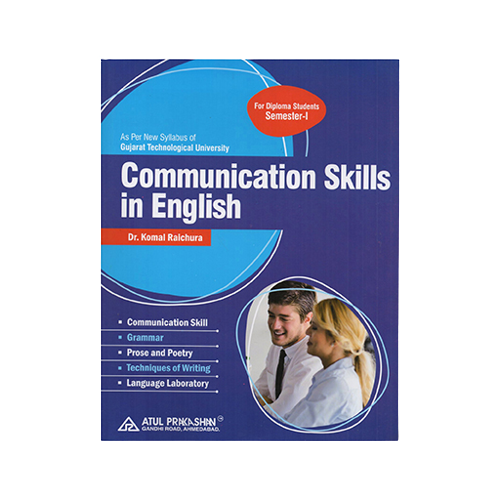 For Diploma Students
Semester-I
As Per New Syllabus of
Gujarat Technological University
Communication Skills
in English
Dr. Komal Raichura
• Communication Skill
• Grammar
• Prose and Poetry
• Techniques of Writing
• Language Laboratory
ATUL PRAKASHAN
GANDHI ROAD, AHMEDABAD.